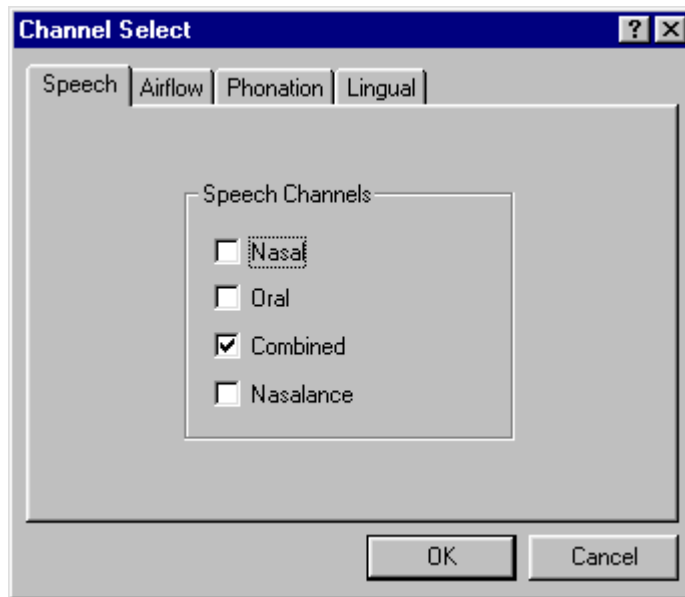 Channel Select
Speech Airflow Phonation Lingual
Speech Channels
Nasal
Oral
Combined
Nasalance
OK Cancel